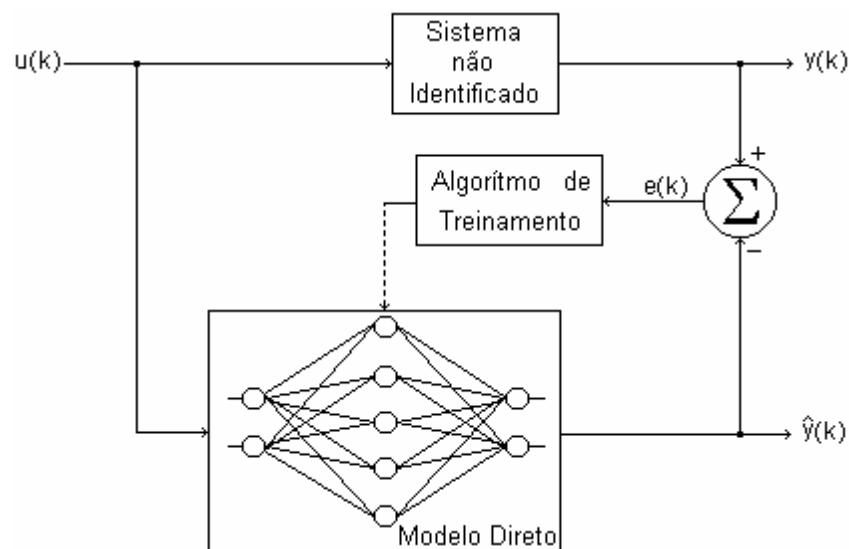 u(k)
Sistema
não
Identificado
y(k)
+
Algorítmo de
Treinamento
e(k)
Σ
−
ŷ(k)
Modelo Direto